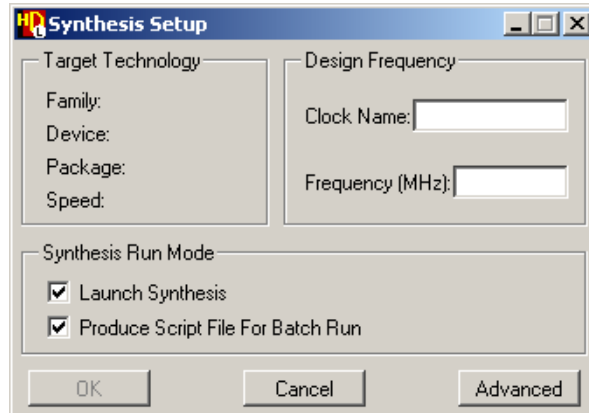 HDL Synthesis Setup
Target Technology
Family:
Device:
Package:
Speed:
Design Frequency
Clock Name:
Frequency (MHz):
Synthesis Run Mode
Launch Synthesis
Produce Script File For Batch Run
OK Cancel Advanced